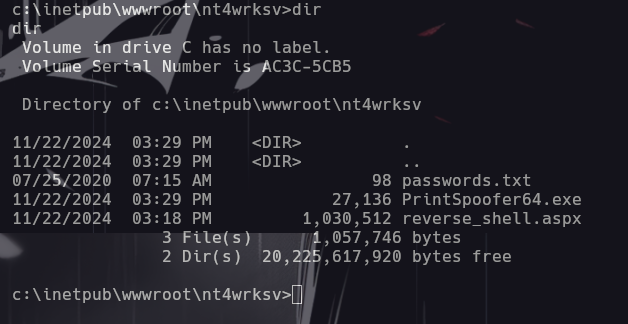 c:\inetpub\wwwroot\nt4wrksv>dir
dir
 Volume in drive C has no label.
 Volume Serial Number is AC3C-5CB5

 Directory of c:\inetpub\wwwroot\nt4wrksv

11/22/2024  03:29 PM    <DIR>          .
11/22/2024  03:29 PM    <DIR>          ..
07/25/2020  07:15 AM                98 passwords.txt
11/22/2024  03:29 PM            27,136 PrintSpoofer64.exe
11/22/2024  03:18 PM         1,030,512 reverse_shell.aspx
               3 File(s)      1,057,746 bytes
               2 Dir(s)  20,225,617,920 bytes free

c:\inetpub\wwwroot\nt4wrksv>